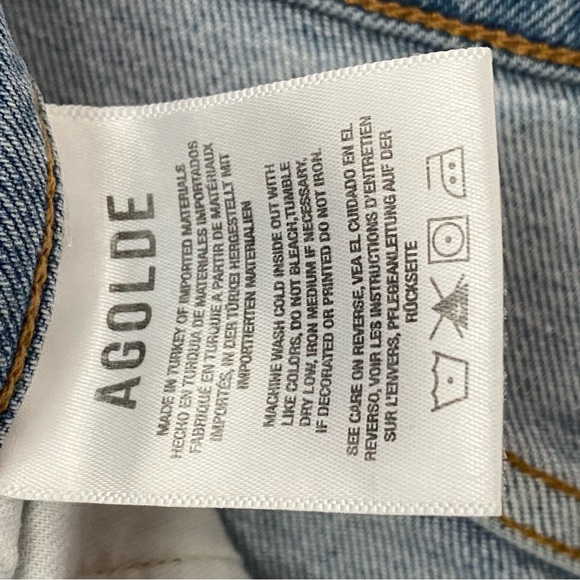 AGOLDE
MADE IN TURKEY OF IMPORTED MATERIALS
HECHO EN TURQUIA DE MATERIALES IMPORTADOS
FABRIQUÉ EN TURQUIE A PARTIR DE MATÉRIAUX
IMPORTÉS, IN DER TÜRKEI HERGESTELLT MIT
IMPORTIERTEN MATERIALIEN
MACHINE WASH COLD INSIDE OUT WITH
LIKE COLORS, DO NOT BLEACH, TUMBLE
DRY LOW, IRON MEDIUM IF NECESSARY,
IF DECORATED OR PRINTED DO NOT IRON.
SEE CARE ON REVERSE, VEA EL CUIDADO EN EL
REVERSO, VOIR LES INSTRUCTIONS D'ENTRETIEN
SUR L'ENVERS, PFLEGEANLEITUNG AUF DER
RÜCKSEITE